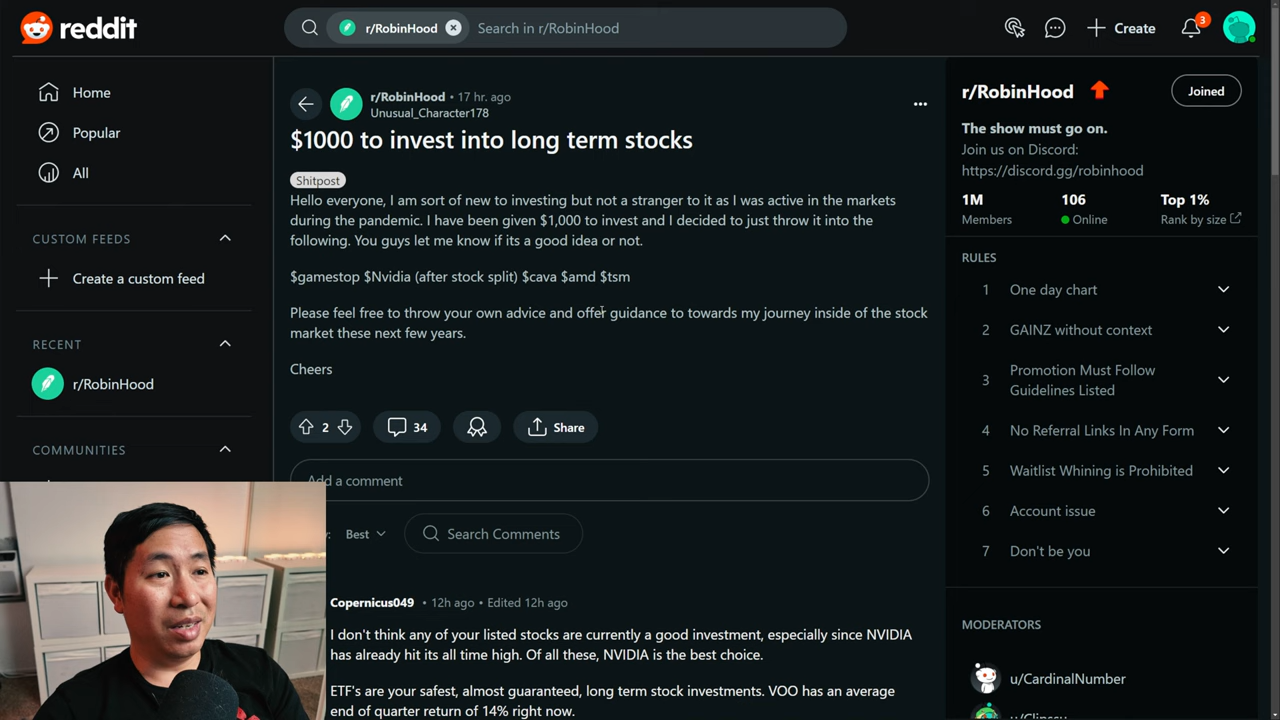 reddit
r/RobinHood
Search in r/RobinHood
Create
3
Home
Popular
All
CUSTOM FEEDS
Create a custom feed
RECENT
r/RobinHood
COMMUNITIES
r/RobinHood • 17 hr. ago
Unusual_Character178
$1000 to invest into long term stocks
Shitpost
Hello everyone, I am sort of new to investing but not a stranger to it as I was active in the markets
during the pandemic. I have been given $1,000 to invest and I decided to just throw it into the
following. You guys let me know if its a good idea or not.
$gamestop $Nvidia (after stock split) $cava $amd $tsm
Please feel free to throw your own advice and offer guidance to towards my journey inside of the stock
market these next few years.
Cheers
2
34
Share
Add a comment
Best
Search Comments
Copernicus049 • 12h ago • Edited 12h ago
I don't think any of your listed stocks are currently a good investment, especially since NVIDIA
has already hit its all time high. Of all these, NVIDIA is the best choice.
ETF's are your safest, almost guaranteed, long term stock investments. VOO has an average
end of quarter return of 14% right now.
r/RobinHood
Joined
The show must go on.
Join us on Discord:
https://discord.gg/robinhood
1M 106 Top 1%
Members Online Rank by size
RULES
1 One day chart
2 GAINZ without context
3 Promotion Must Follow
Guidelines Listed
4 No Referral Links In Any Form
5 Waitlist Whining is Prohibited
6 Account issue
7 Don't be you
MODERATORS
u/CardinalNumber